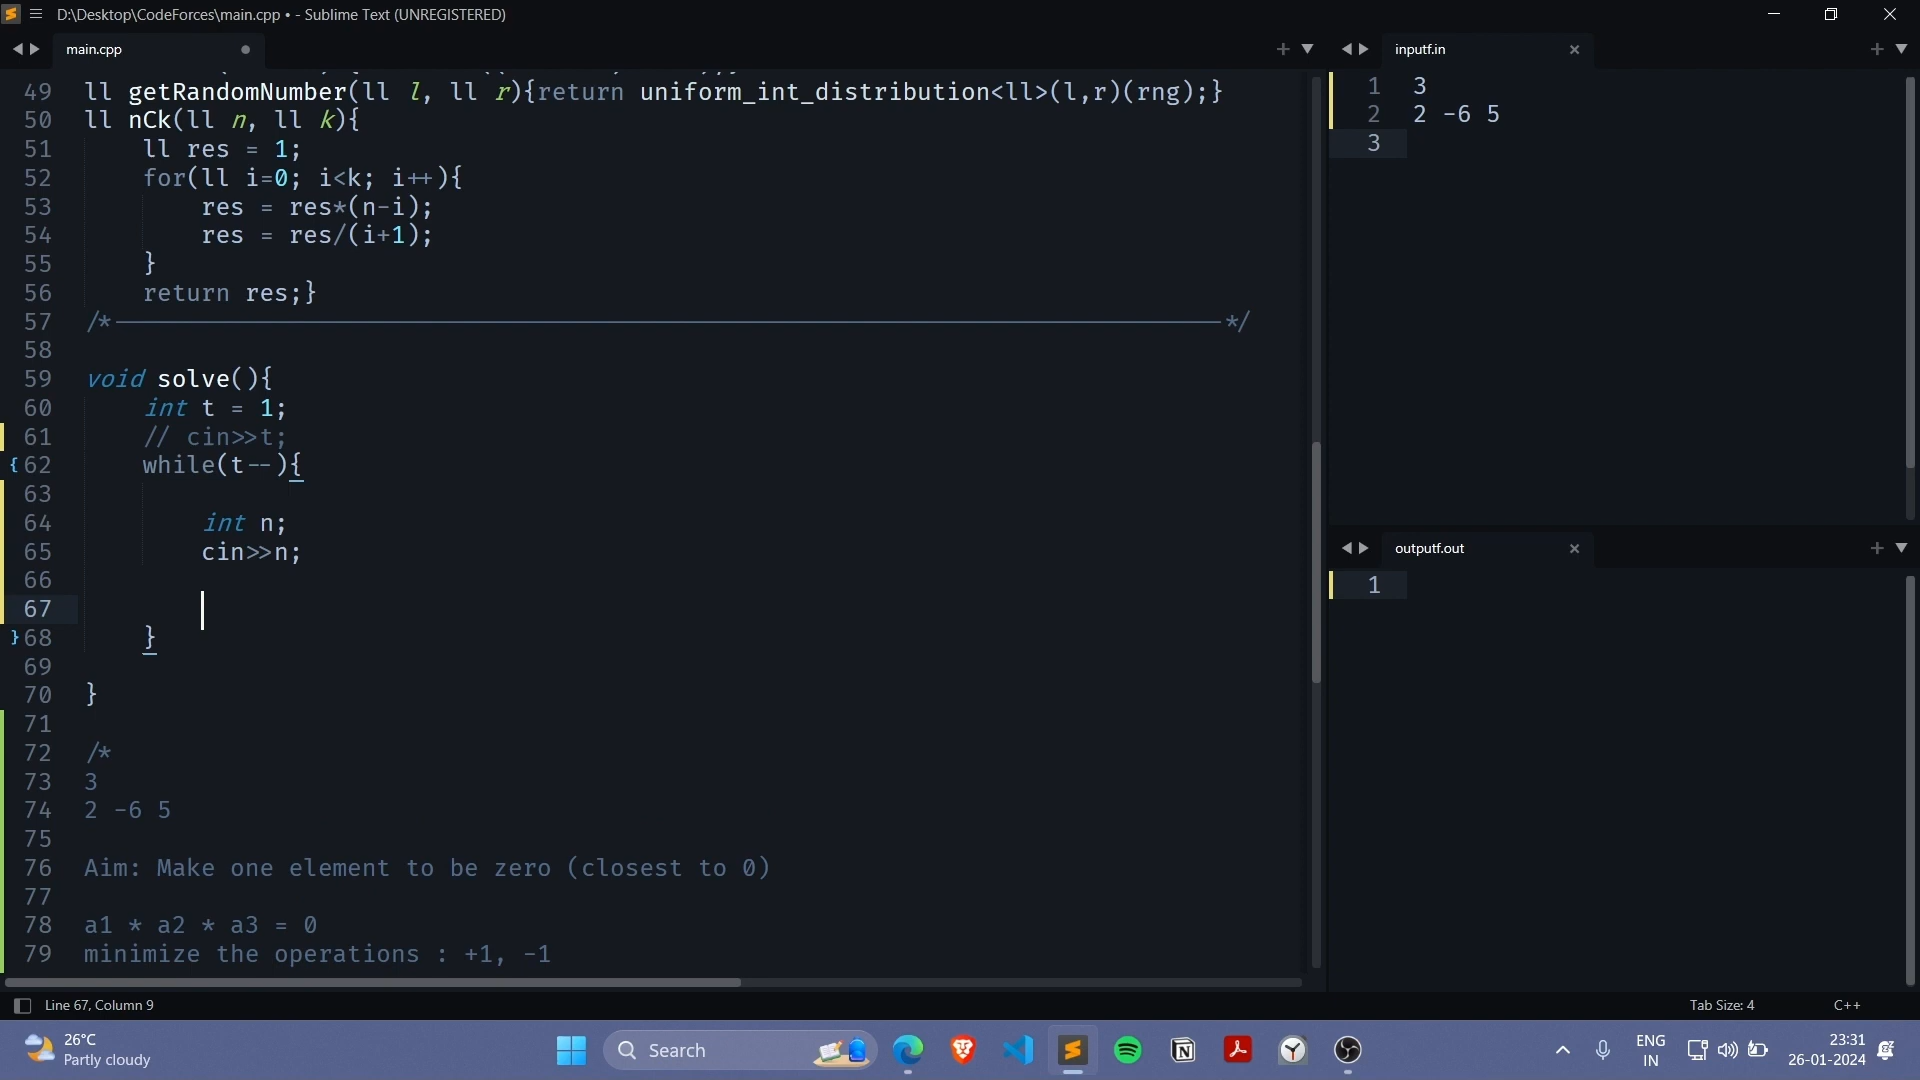 D:\Desktop\CodeForces\main.cpp • - Sublime Text (UNREGISTERED)
main.cpp
49 ll getRandomNumber(ll l, ll r){return uniform_int_distribution<ll>(l,r)(rng);}
50 ll nCk(ll n, ll k){
51 ll res = 1;
52 for(ll i=0; i<k; i++){
53 res = res*(n-i);
54 res = res/(i+1);
55 }
56 return res;}
57 /*----------*/
58
59 void solve(){
60 int t = 1;
61 // cin>>t;
62 while(t--){
63
64 int n;
65 cin>>n;
66
67
68 }
69
70 }
71
72 /*
73 3
74 2 -6 5
75
76 Aim: Make one element to be zero (closest to 0)
77
78 a1 * a2 * a3 = 0
79 minimize the operations : +1, -1
inputf.in
1 3
2 2 -6 5
3
outputf.out
1
Line 67, Column 9
Tab Size: 4
C++
26°C
Partly cloudy
Search
ENG
IN
23:31
26-01-2024